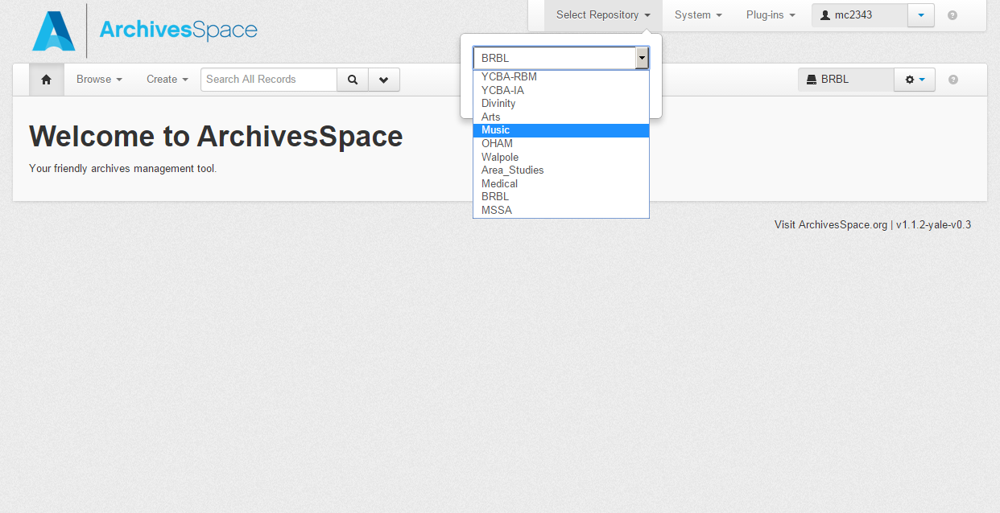 ArchivesSpace
Select Repository
System
Plug-ins
mc2343
BRBL
YCBA-RBM
YCBA-IA
Divinity
Arts
Music
OHAM
Walpole
Area_Studies
Medical
BRBL
MSSA
Browse
Create
Search All Records
BRBL
Welcome to ArchivesSpace
Your friendly archives management tool.
Visit ArchivesSpace.org | v1.1.2-yale-v0.3